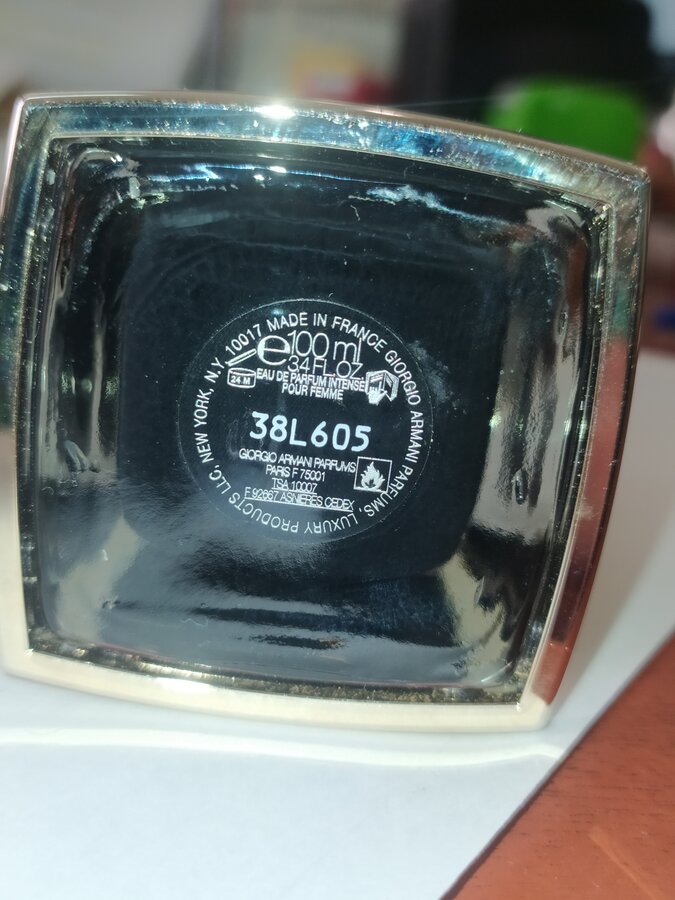 NEW YORK, N.Y. 10017 MADE IN FRANCE GIORGIO ARMANI PARFUMS, LUXURY PRODUCTS LLC,
e 100 ml
3.4 FL.OZ
24 M
EAU DE PARFUM INTENSE
POUR FEMME
38L605
GIORGIO ARMANI PARFUMS
PARIS F 75001
TSA 10007
F 92667 ASNIERES CEDEX